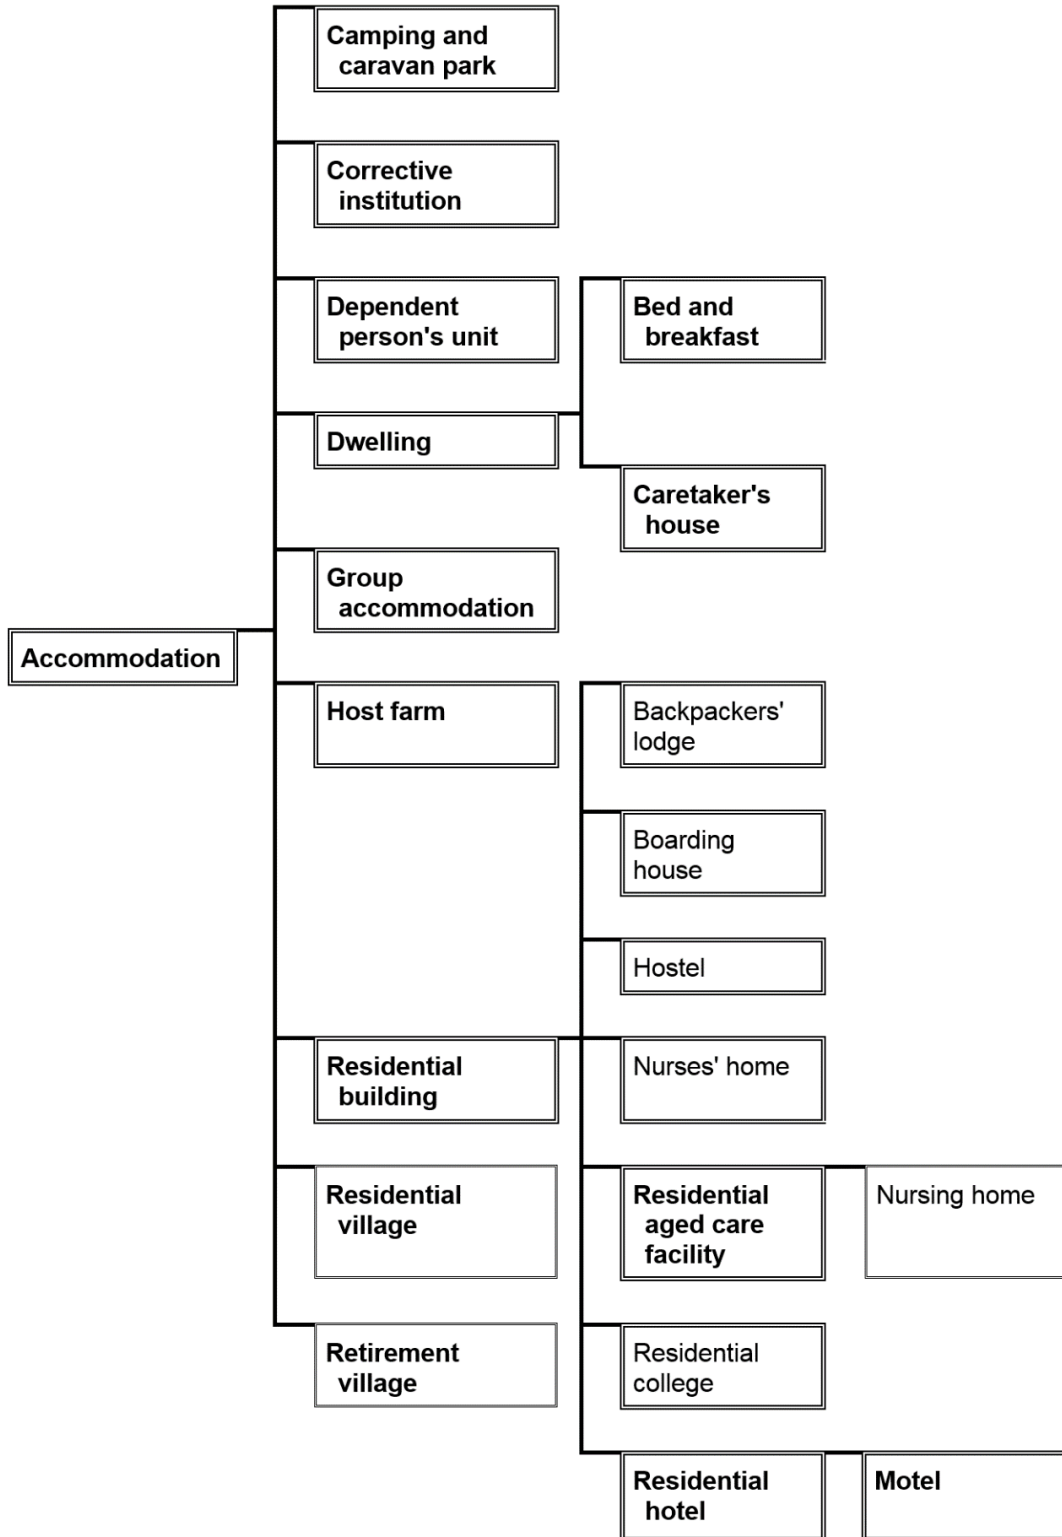 Camping and
caravan park
Corrective
institution
Dependent
person's unit
Bed and
breakfast
Dwelling
Caretaker's
house
Group
accommodation
Accommodation
Host farm
Backpackers'
lodge
Boarding
house
Hostel
Residential
building
Nurses' home
Residential
village
Residential
aged care
facility
Nursing home
Retirement
village
Residential
college
Residential
hotel
Motel